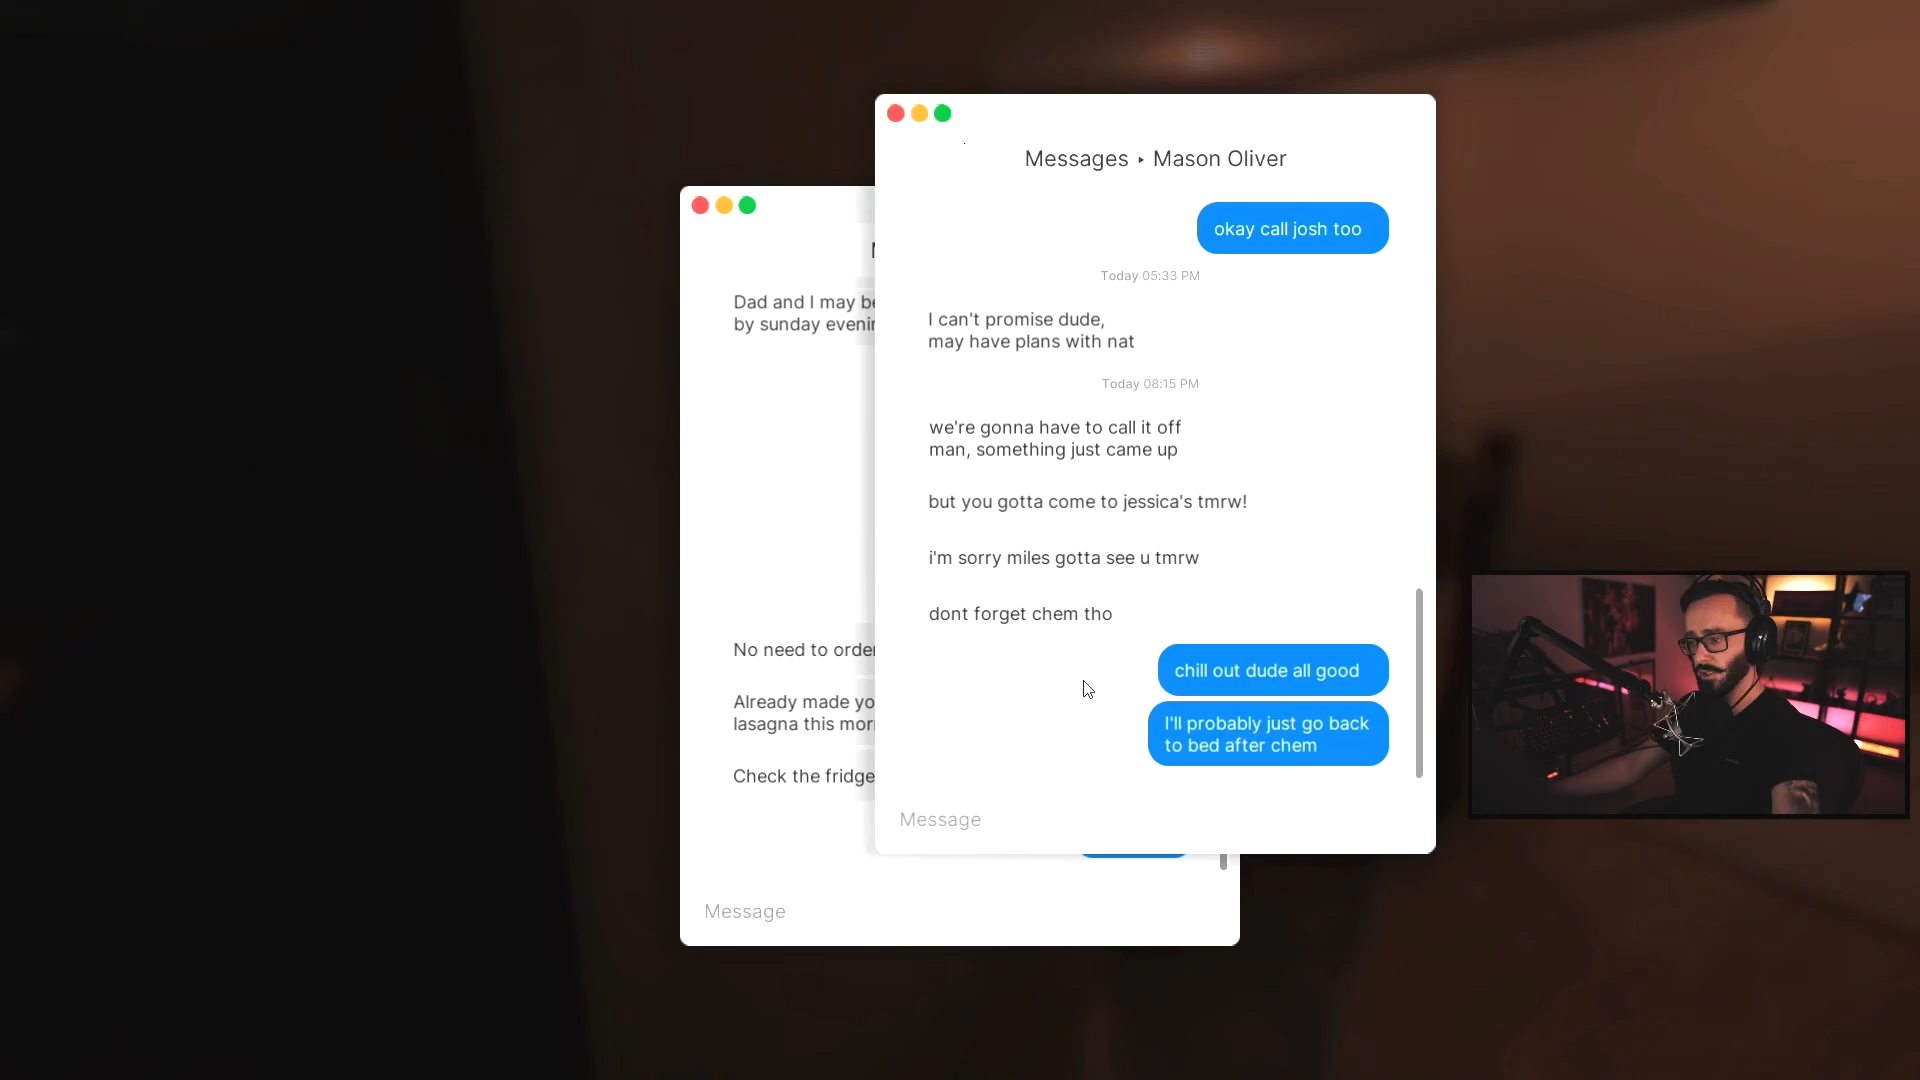 Messages ▸ Mason Oliver
okay call josh too
Today 05:33 PM
I can't promise dude,
may have plans with nat
Today 08:15 PM
we're gonna have to call it off
man, something just came up
but you gotta come to jessica's tmrw!
i'm sorry miles gotta see u tmrw
dont forget chem tho
chill out dude all good
I'll probably just go back
to bed after chem
Message
Dad and I may
by sunday
No need to
Already made
lasagna this
Check the fridge
Message